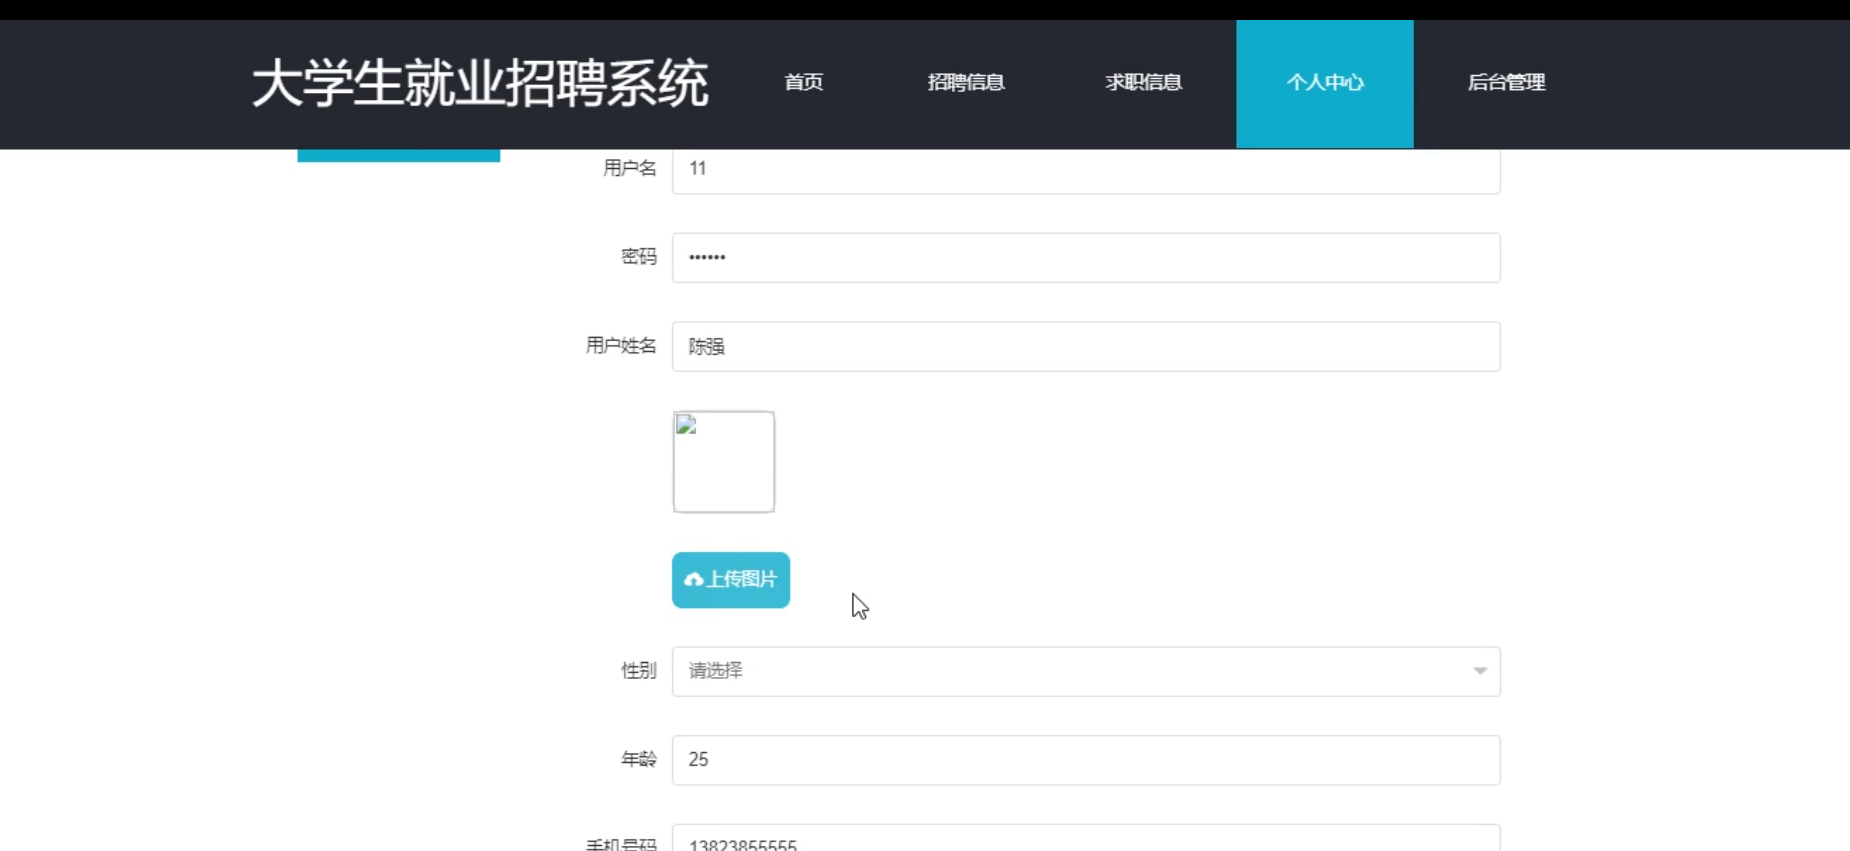 大学生就业招聘系统 首页 招聘信息 求职信息 个人中心 后台管理
用户名 11
密码 ••••••
用户姓名 陈强
上传图片
性别 请选择
年龄 25
手机号码 13823855555